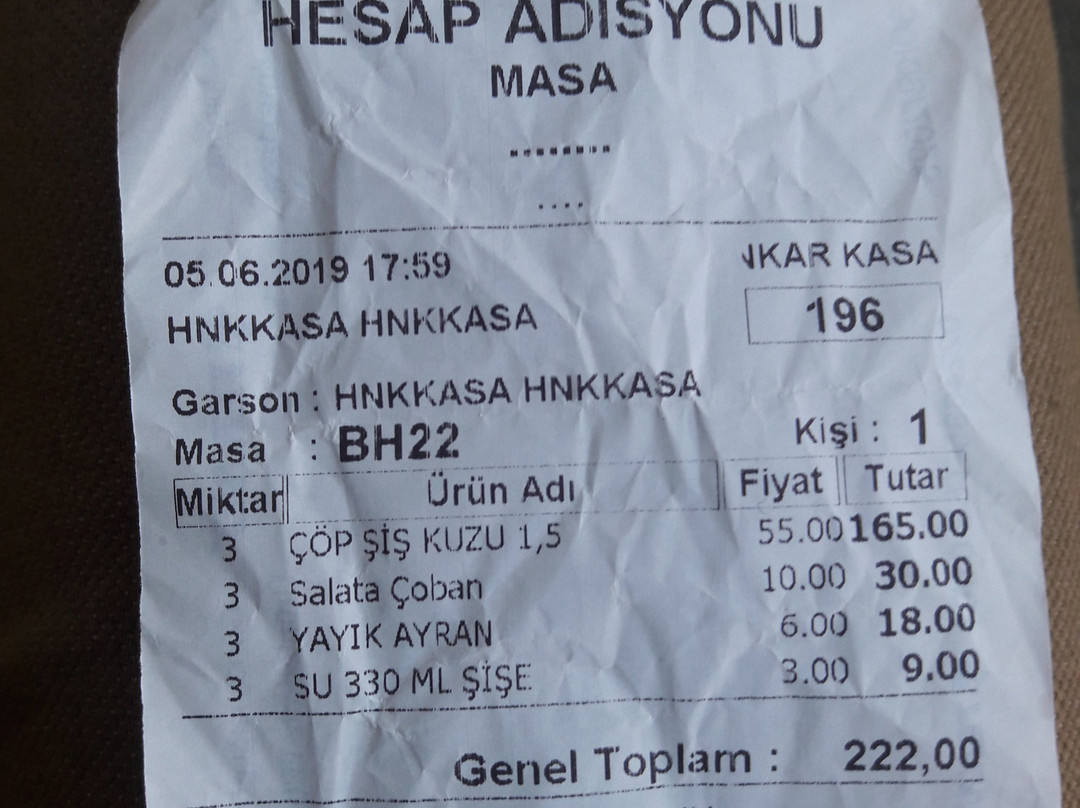 HESAP ADİSYONU
MASA
........
....
05.06.2019 17:59 NKAR KASA
HNKKASA HNKKASA 196
Garson : HNKKASA HNKKASA
Masa : BH22 Kişi : 1
Miktar Ürün Adı Fiyat Tutar
3 ÇÖP ŞİŞ KUZU 1,5 55.00 165.00
3 Salata Çoban 10.00 30.00
3 YAYIK AYRAN 6.00 18.00
3 SU 330 ML ŞİŞE 3.00 9.00
Genel Toplam : 222,00